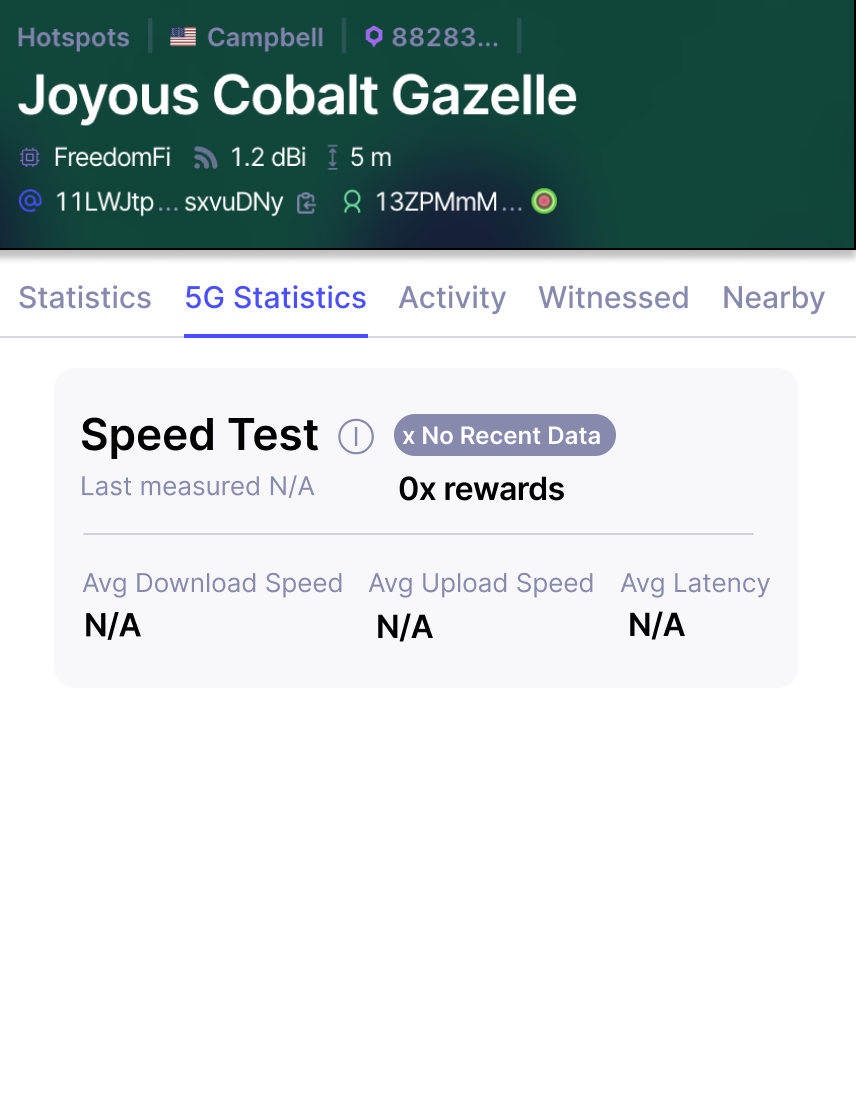 Hotspots | Campbell | 88283... |
Joyous Cobalt Gazelle
FreedomFi 1.2 dBi 5 m
@ 11LWJtp... sxvuDNy 13ZPMmM...
Statistics 5G Statistics Activity Witnessed Nearby
Speed Test x No Recent Data
Last measured N/A 0x rewards
Avg Download Speed Avg Upload Speed Avg Latency
N/A N/A N/A